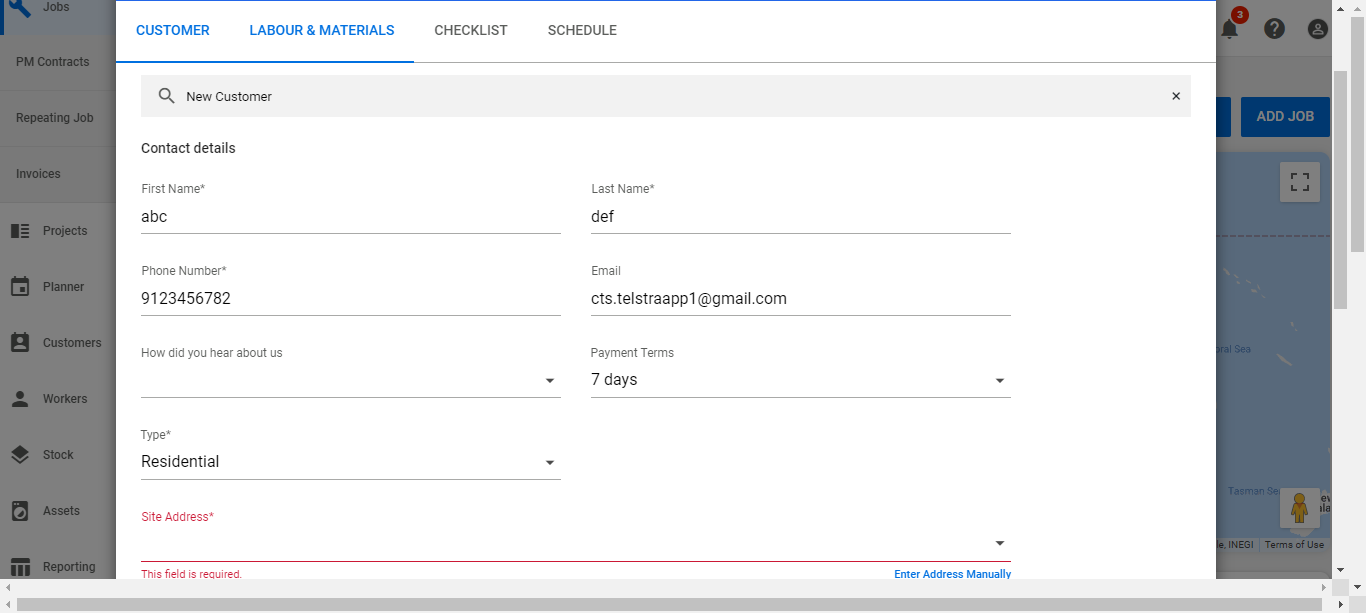 Jobs
CUSTOMER LABOUR & MATERIALS CHECKLIST SCHEDULE
3
PM Contracts
New Customer ×
Repeating Job
ADD JOB
Contact details
Invoices
First Name* Last Name*
abc def
Projects
Phone Number* Email
Planner
9123456782 cts.telstraapp1@gmail.com
Customers
How did you hear about us Payment Terms
7 days
Workers
Type*
Stock
Residential
Tasman Sea
Assets
Site Address*
Reporting
This field is required. Enter Address Manually
INEGI Terms of Use